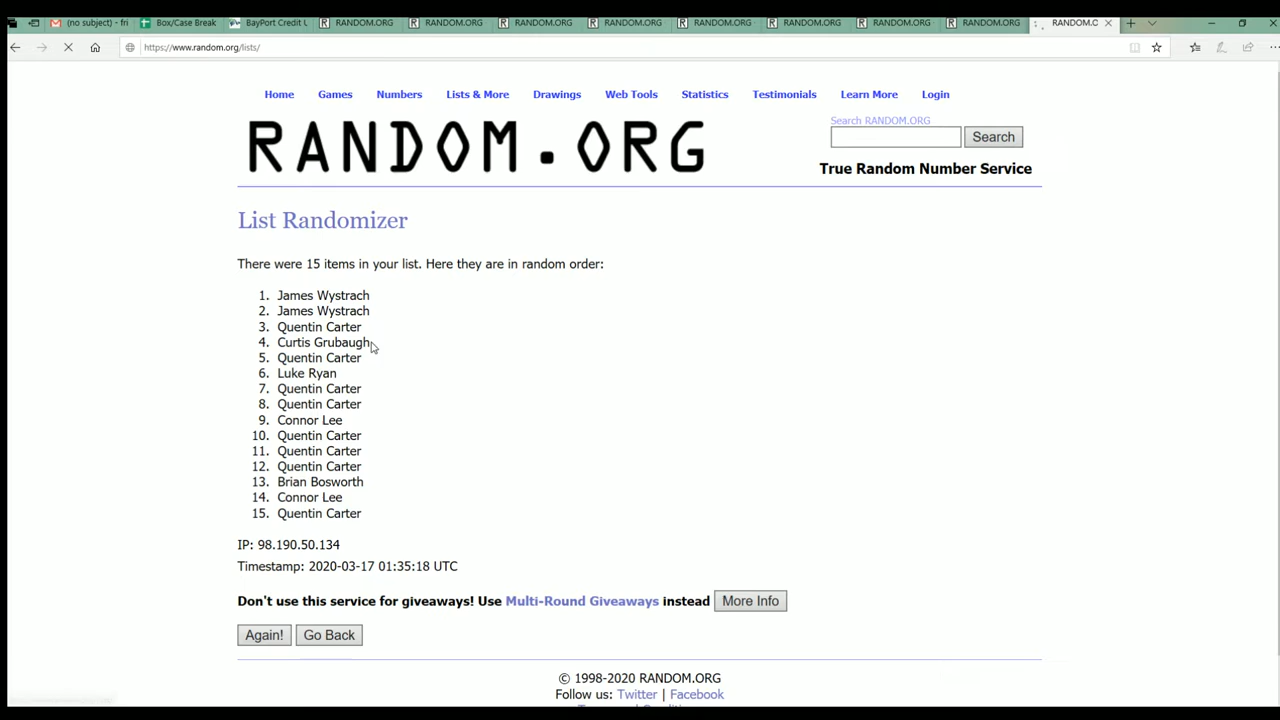 (no subject) - fri Box/Case Break BayPort Credit U RANDOM.ORG RANDOM.ORG RANDOM.ORG RANDOM.ORG RANDOM.ORG RANDOM.ORG RANDOM.ORG RANDOM.ORG RANDOM.C
https://www.random.org/lists/
Home Games Numbers Lists & More Drawings Web Tools Statistics Testimonials Learn More Login
Search RANDOM.ORG
RANDOM.ORG
Search
True Random Number Service
List Randomizer
There were 15 items in your list. Here they are in random order:
1. James Wystrach
2. James Wystrach
3. Quentin Carter
4. Curtis Grubaugh
5. Quentin Carter
6. Luke Ryan
7. Quentin Carter
8. Quentin Carter
9. Connor Lee
10. Quentin Carter
11. Quentin Carter
12. Quentin Carter
13. Brian Bosworth
14. Connor Lee
15. Quentin Carter
IP: 98.190.50.134
Timestamp: 2020-03-17 01:35:18 UTC
Don't use this service for giveaways! Use Multi-Round Giveaways instead More Info
Again! Go Back
© 1998-2020 RANDOM.ORG
Follow us: Twitter | Facebook